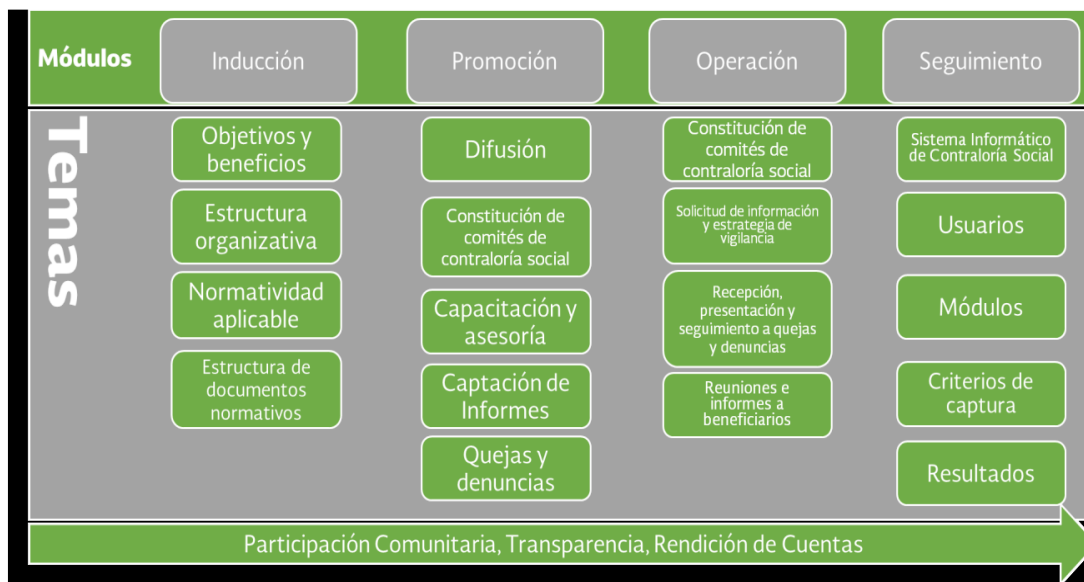 Módulos
Inducción
Promoción
Operación
Seguimiento
Temas
Objetivos y
beneficios
Estructura
organizativa
Normatividad
aplicable
Estructura de
documentos
normativos
Difusión
Constitución de
comités de
contraloría social
Capacitación y
asesoría
Captación de
Informes
Quejas y
denuncias
Constitución de
comités de
contraloría social
Solicitud de información
y estrategia de
vigilancia
Recepción,
presentación y
seguimiento a quejas
y denuncias
Reuniones e
informes a
beneficiarios
Sistema Informático
de Contraloría Social
Usuarios
Módulos
Criterios de
captura
Resultados
Participación Comunitaria, Transparencia, Rendición de Cuentas